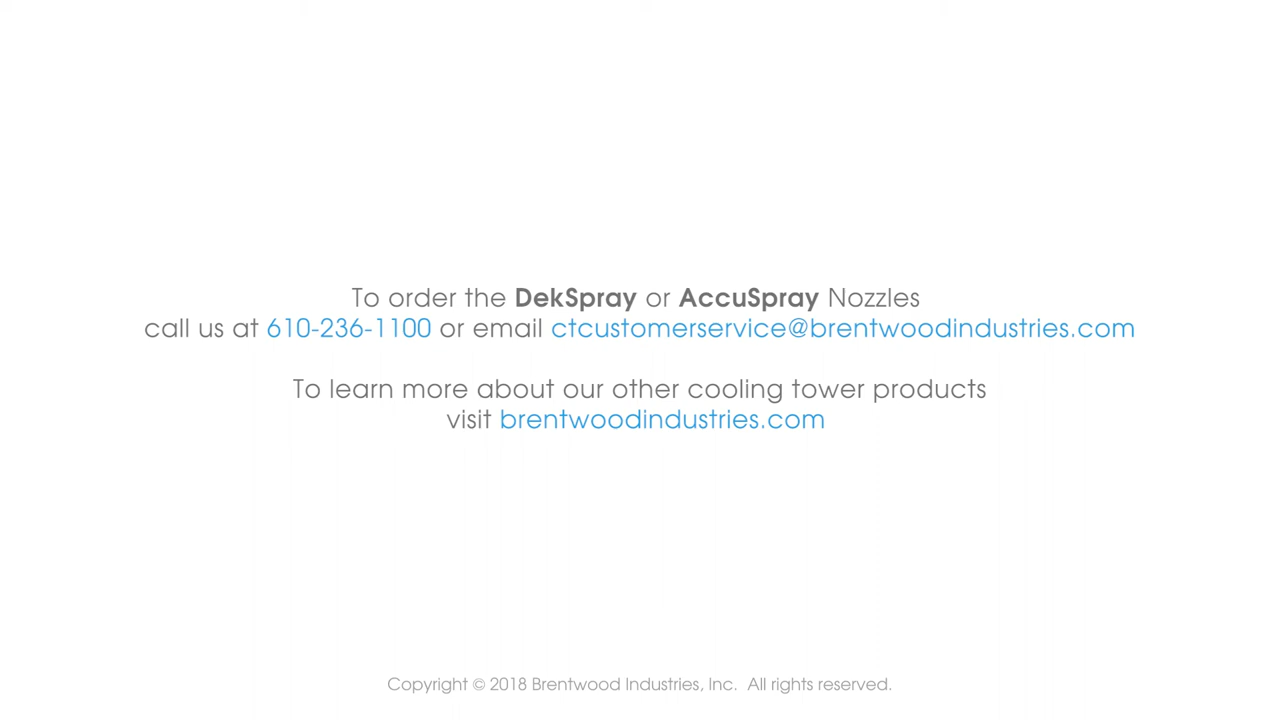 To order the DekSpray or AccuSpray Nozzles
call us at 610-236-1100 or email ctcustomerservice@brentwoodindustries.com
To learn more about our other cooling tower products
visit brentwoodindustries.com
Copyright © 2018 Brentwood Industries, Inc.  All rights reserved.